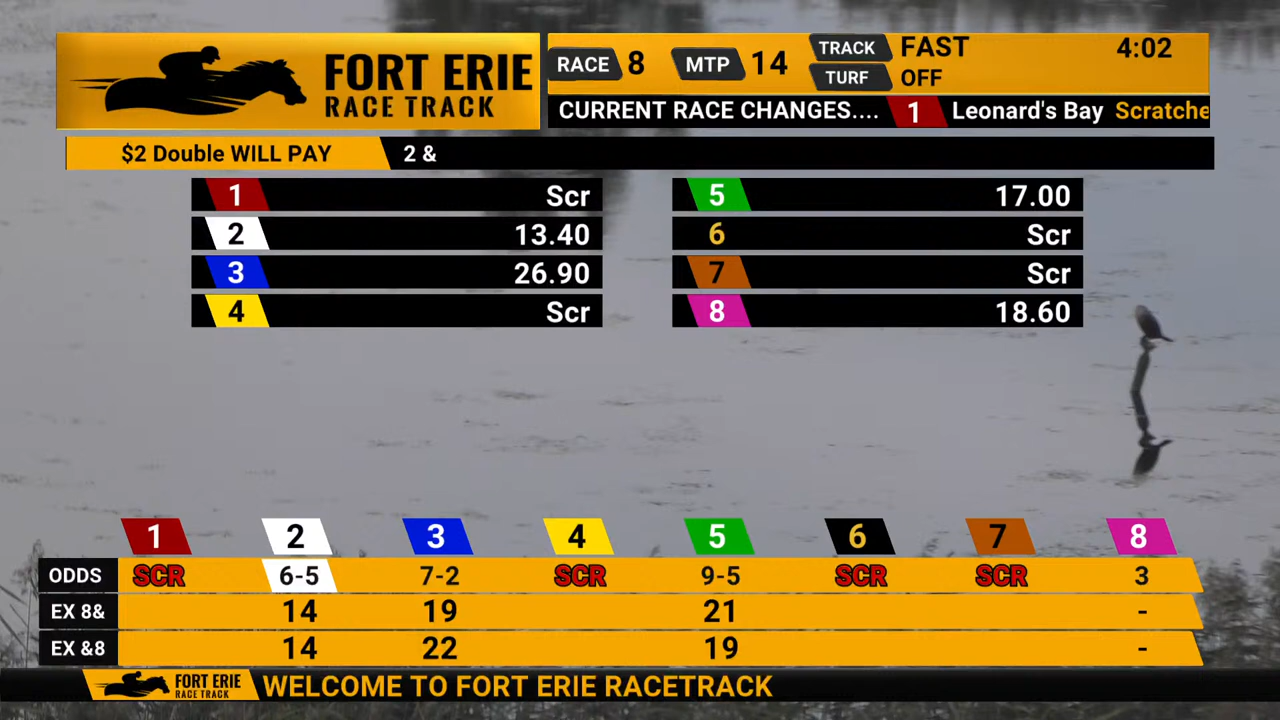 FORT ERIE
RACE TRACK
RACE 8 MTP 14 TRACK FAST 4:02
TURF OFF
CURRENT RACE CHANGES.... 1 Leonard's Bay Scratche
$2 Double WILL PAY 2 &
1 Scr 5 17.00
2 13.40 6 Scr
3 26.90 7 Scr
4 Scr 8 18.60
1 2 3 4 5 6 7 8
ODDS SCR 6-5 7-2 SCR 9-5 SCR SCR 3
EX 8& 14 19 21 -
EX &8 14 22 19 -
FORT ERIE
RACE TRACK
WELCOME TO FORT ERIE RACETRACK